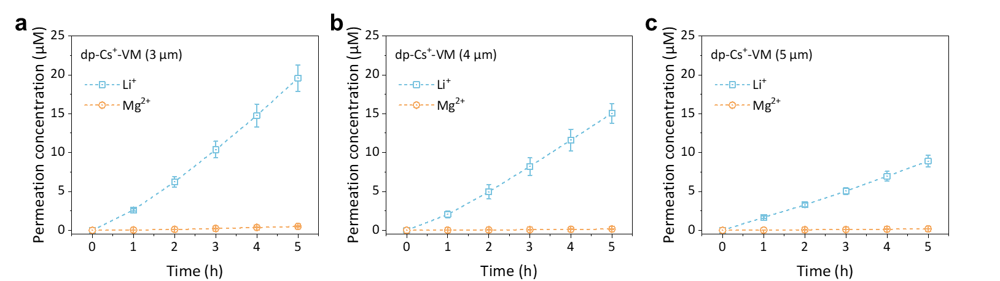 a
Permeation concentration (μM)
25
20
15
10
5
0
dp-Cs⁺-VM (3 μm)
Li⁺
Mg²⁺
0 1 2 3 4 5
Time (h)
b
Permeation concentration (μM)
25
20
15
10
5
0
dp-Cs⁺-VM (4 μm)
Li⁺
Mg²⁺
0 1 2 3 4 5
Time (h)
c
Permeation concentration (μM)
25
20
15
10
5
0
dp-Cs⁺-VM (5 μm)
Li⁺
Mg²⁺
0 1 2 3 4 5
Time (h)